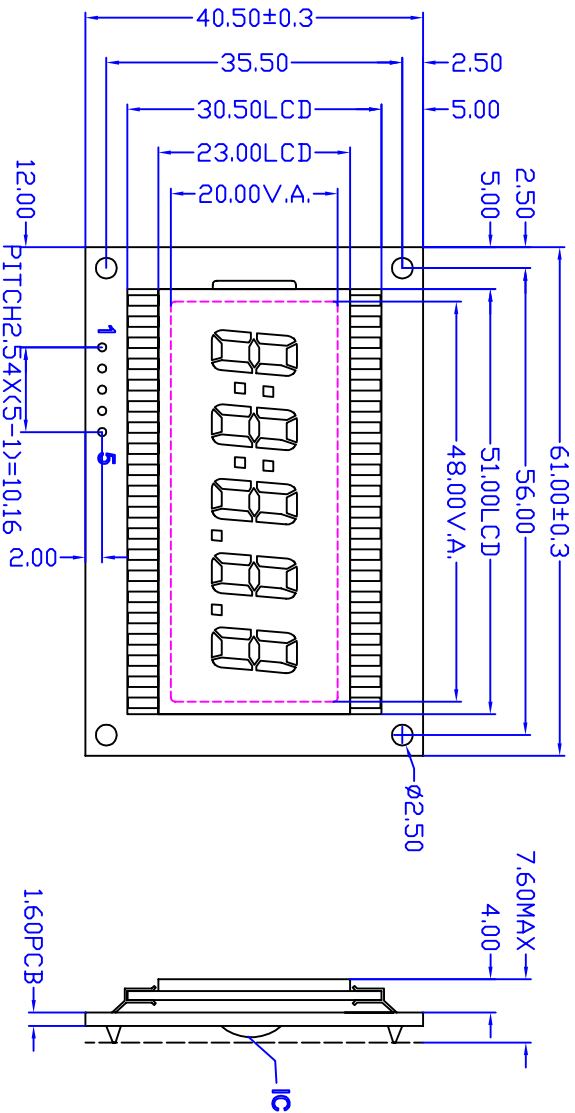 40.50±0.3
35.50
2.50
30.50LCD
5.00
23.00LCD
20.00V.A.
12.00
2.50
5.00
PITCH2.54X(5-1)=10.16
1
5
2.00
61.00±0.3
56.00
51.00LCD
48.00V.A.
Ø2.50
7.60MAX
4.00
1.60PCB
IC